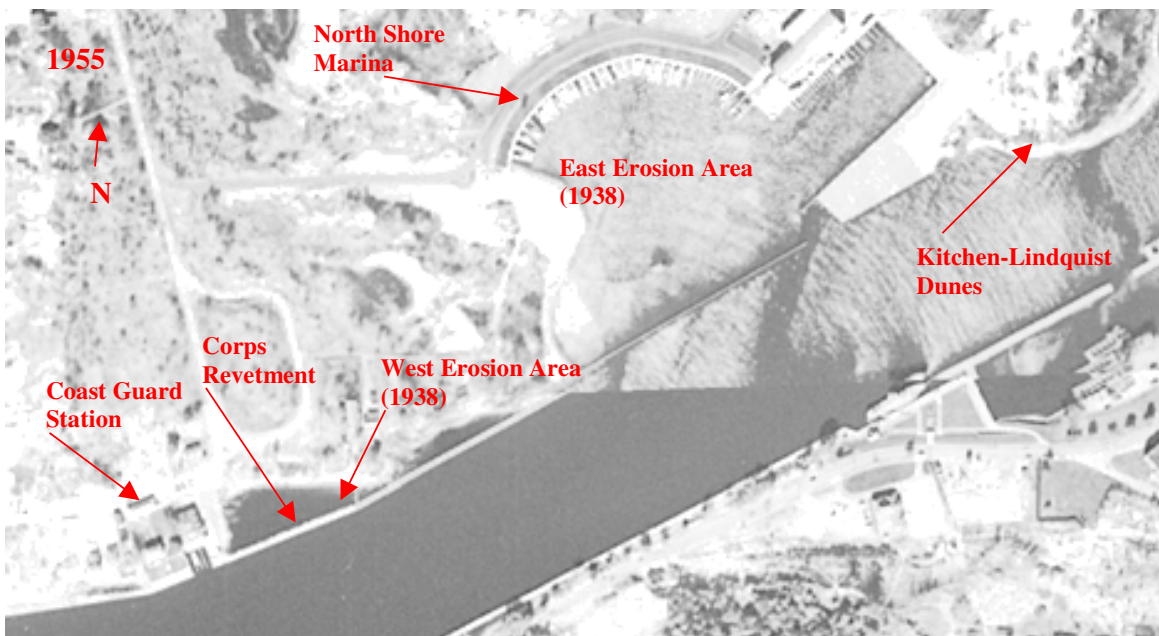 1955
N
North Shore
Marina
East Erosion Area
(1938)
Kitchen-Lindquist
Dunes
Corps
Revetment
West Erosion Area
(1938)
Coast Guard
Station